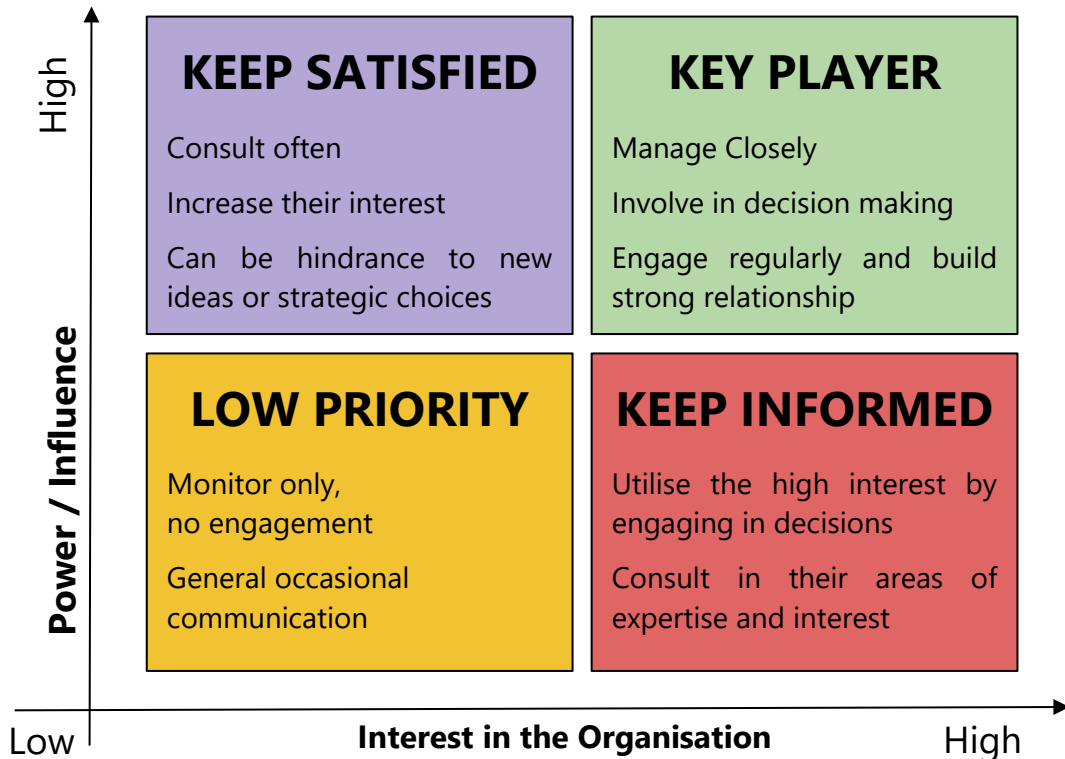 High
Power / Influence
KEEP SATISFIED
Consult often
Increase their interest
Can be hindrance to new
ideas or strategic choices
KEY PLAYER
Manage Closely
Involve in decision making
Engage regularly and build
strong relationship
LOW PRIORITY
Monitor only,
no engagement
General occasional
communication
KEEP INFORMED
Utilise the high interest by
engaging in decisions
Consult in their areas of
expertise and interest
Low
Interest in the Organisation
High